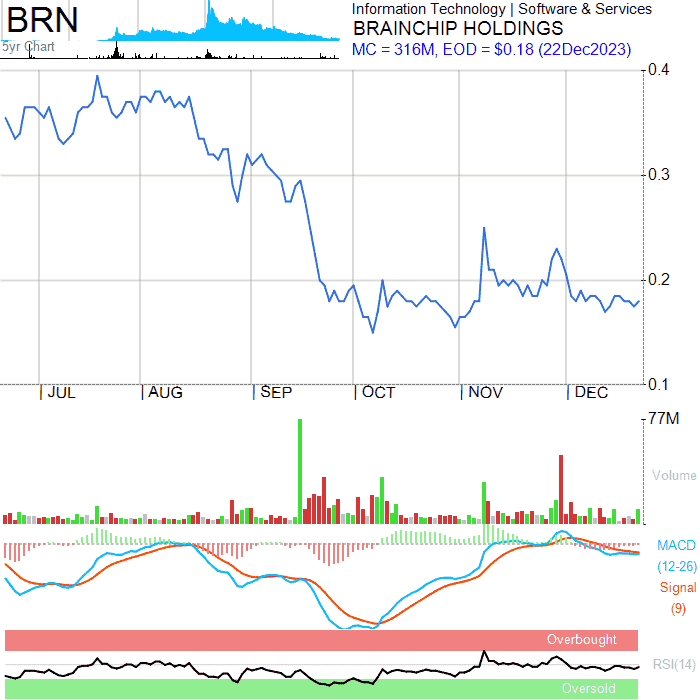 BRN
5yr Chart
Information Technology | Software & Services
BRAINCHIP HOLDINGS
MC = 316M, EOD = $0.18 (22Dec2023)
0.4
0.3
0.2
0.1
JUL AUG SEP OCT NOV DEC
77M
Volume
MACD
(12-26)
Signal
(9)
Overbought
RSI(14)
Oversold